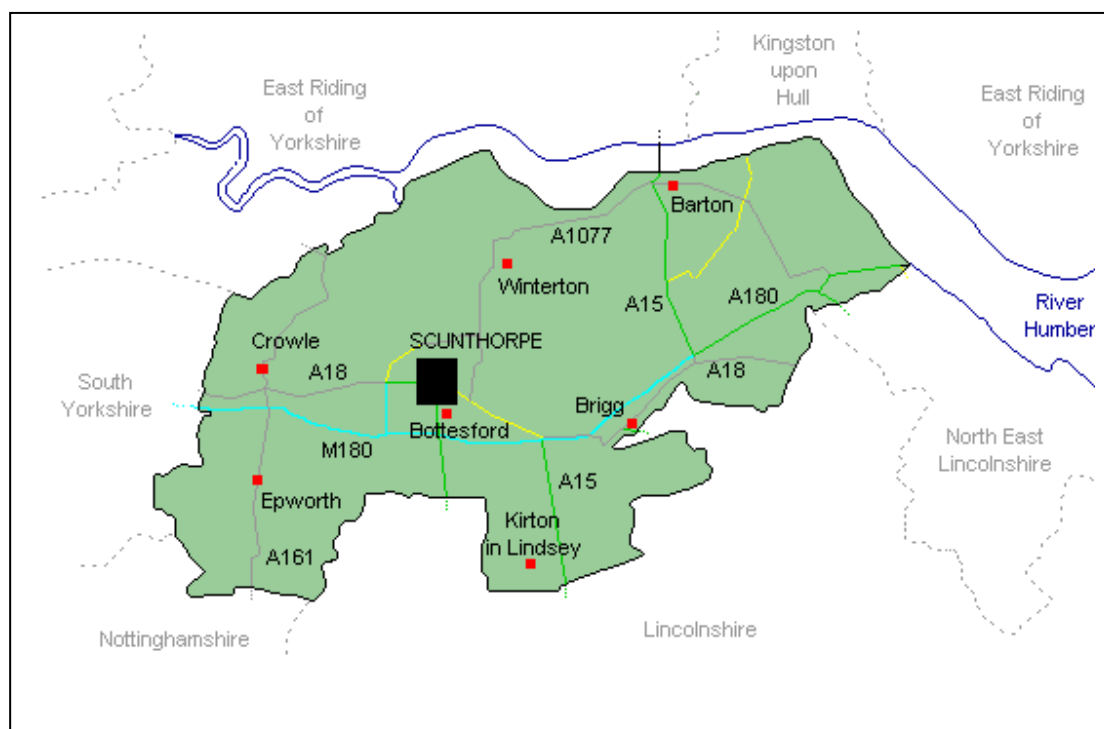 Kingston
upon
Hull
East Riding
of
Yorkshire
East Riding
of
Yorkshire
Barton
A1077
Winterton
A15
A180
River
Humber
Crowle
SCUNTHORPE
A18
A18
South
Yorkshire
Brigg
Bottesford
M180
North East
Lincolnshire
A15
Epworth
Kirton
in Lindsey
A161
Nottinghamshire
Lincolnshire